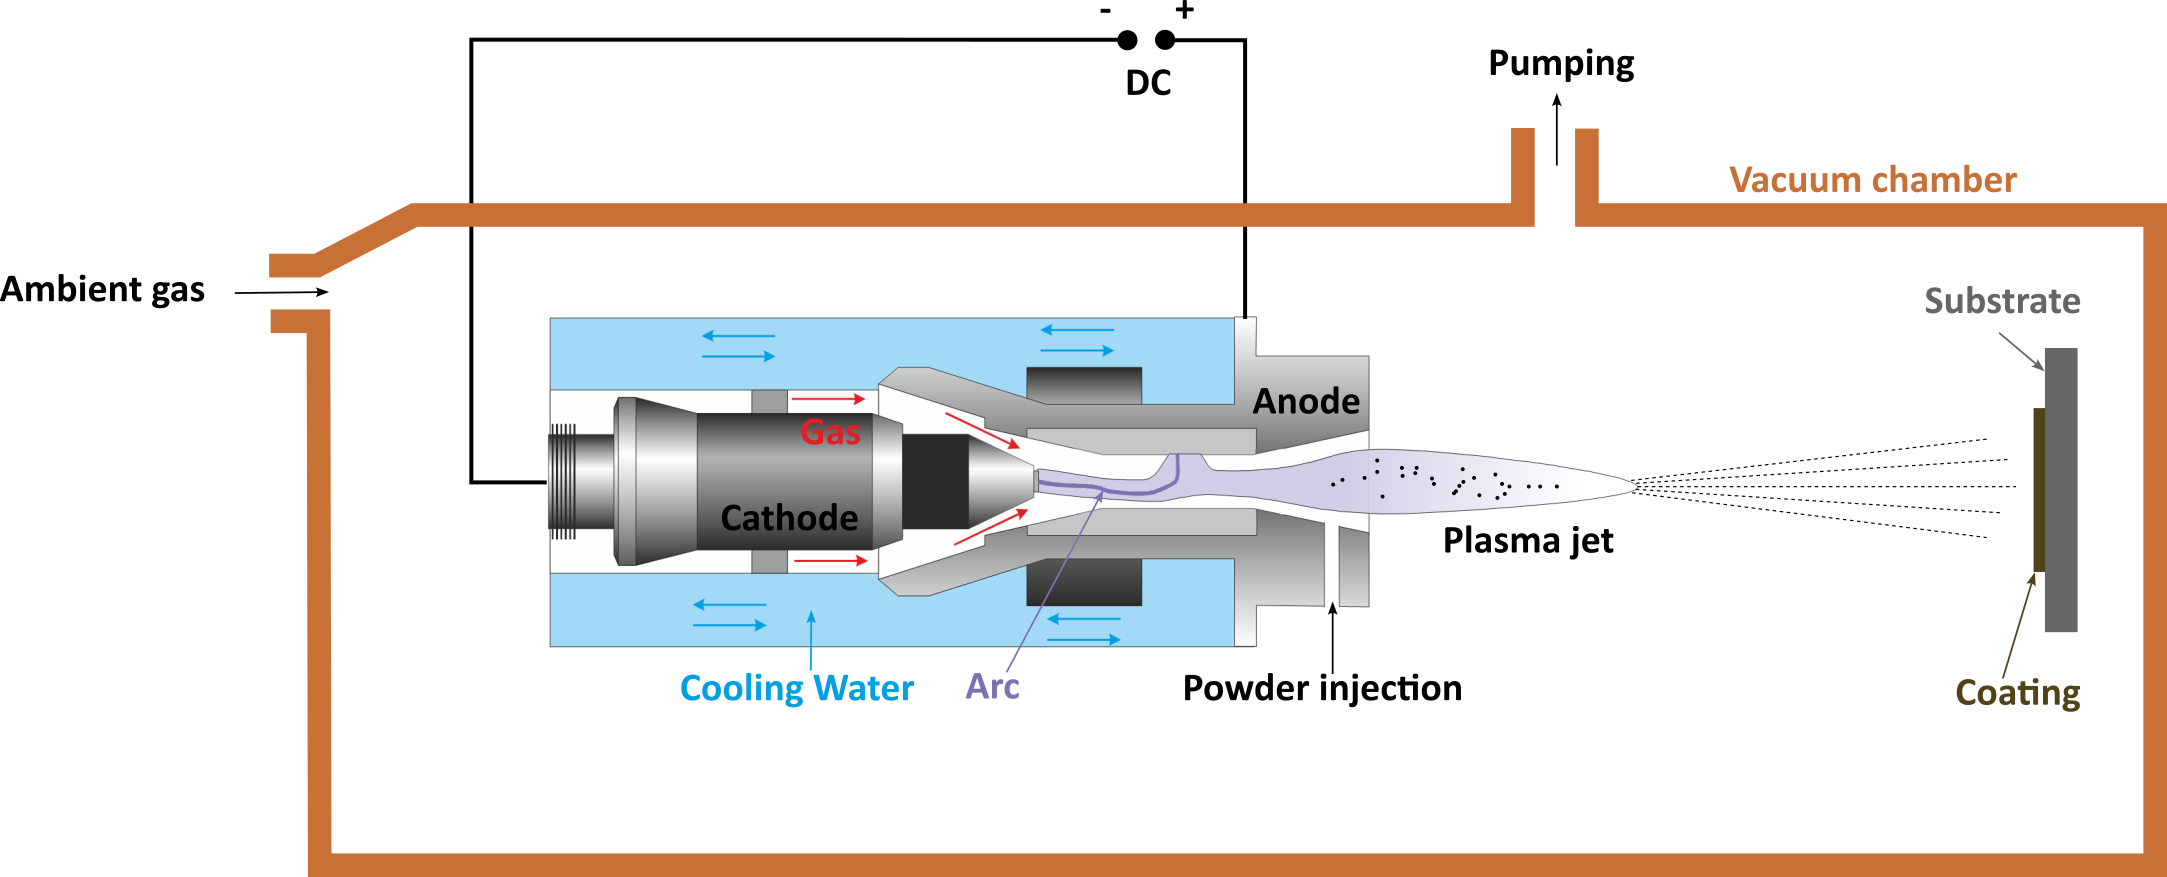 - +
DC
Pumping
Vacuum chamber
Ambient gas
Substrate
Anode
Gas
Cathode
Plasma jet
Cooling Water
Arc
Powder injection
Coating